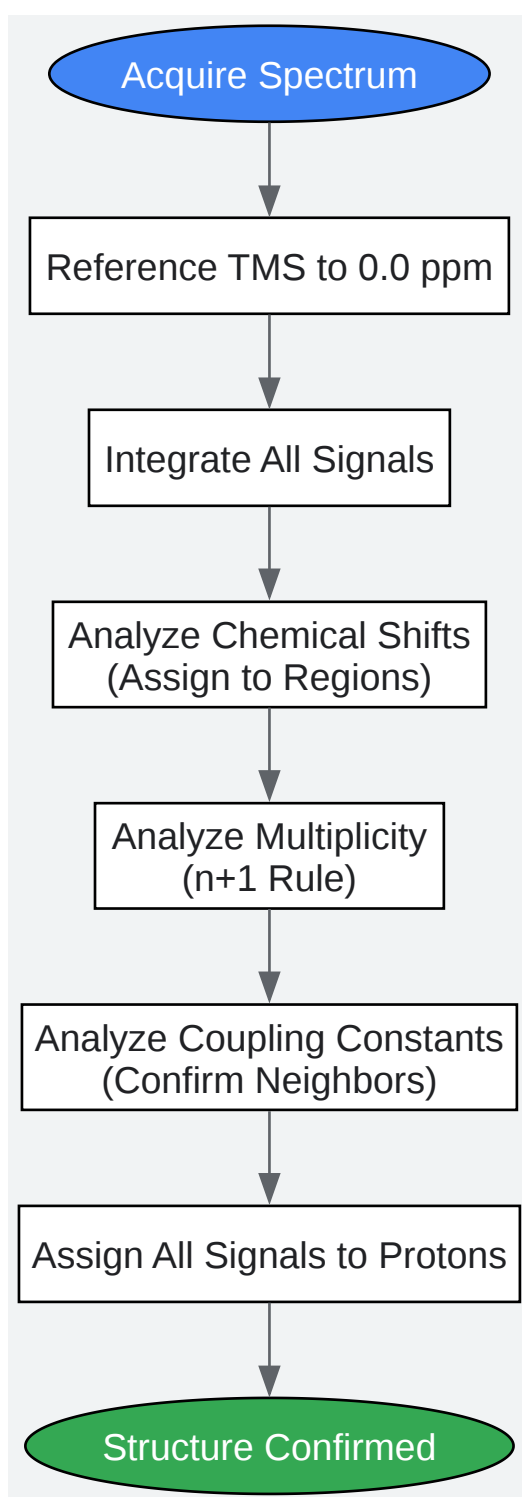 Acquire Spectrum
Reference TMS to 0.0 ppm
Integrate All Signals
Analyze Chemical Shifts
(Assign to Regions)
Analyze Multiplicity
(n+1 Rule)
Analyze Coupling Constants
(Confirm Neighbors)
Assign All Signals to Protons
Structure Confirmed